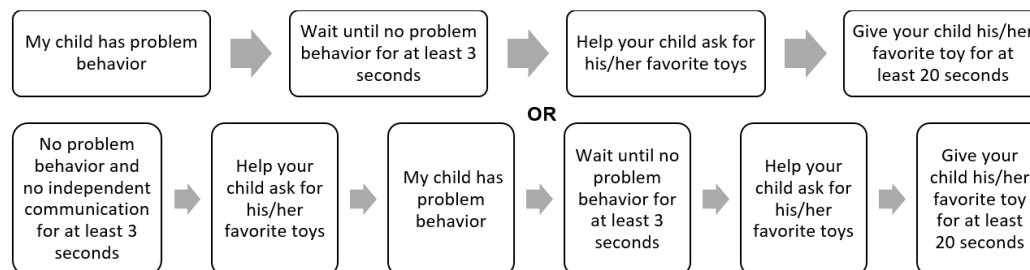 My child has problem
behavior
Wait until no problem
behavior for at least 3
seconds
Help your child ask for
his/her favorite toys
Give your child his/her
favorite toy for at
least 20 seconds
OR
No problem
behavior and
no independent
communication
for at least 3
seconds
Help your
child ask for
his/her
favorite toys
My child has
problem
behavior
Wait until no
problem
behavior for
at least 3
seconds
Help your
child ask for
his/her
favorite toys
Give your
child his/her
favorite toy
for at least
20 seconds